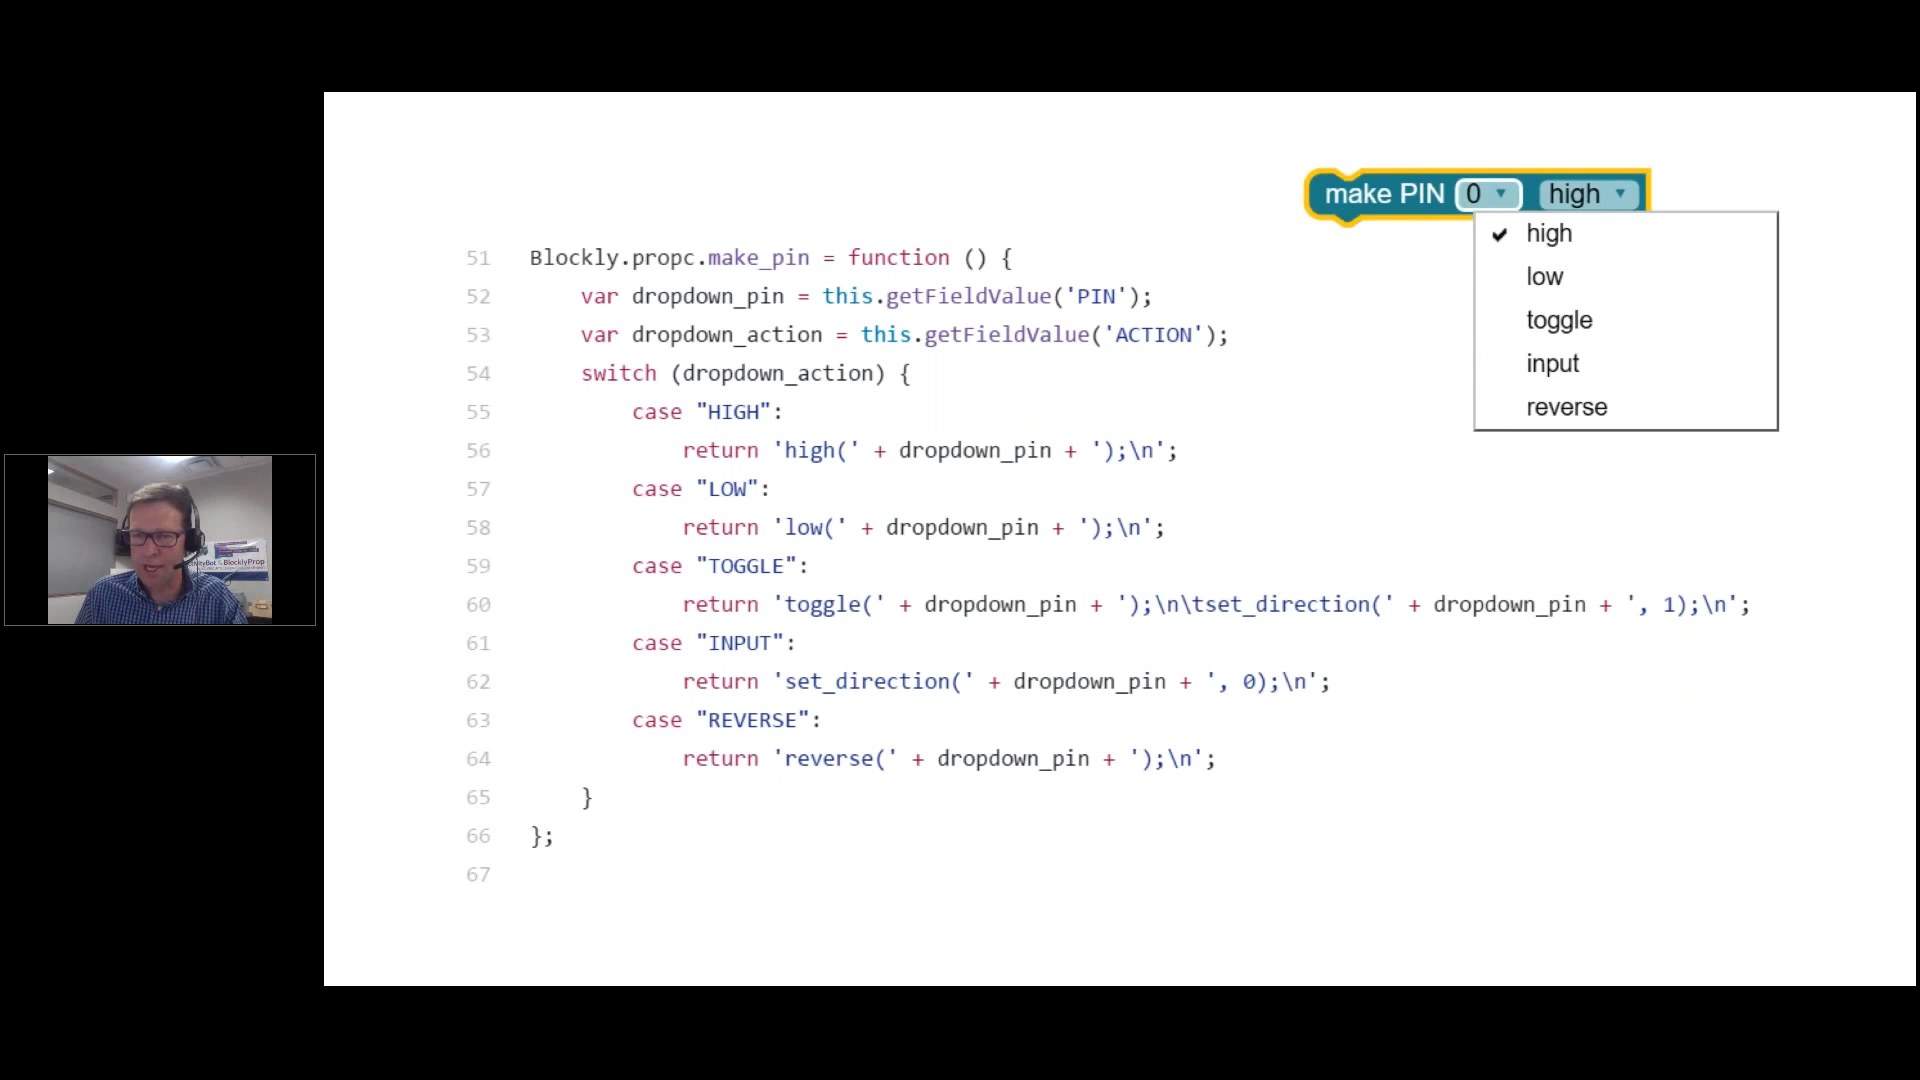 make PIN 0 high
high
low
toggle
input
reverse
51 Blockly.propc.make_pin = function () {
52 var dropdown_pin = this.getFieldValue('PIN');
53 var dropdown_action = this.getFieldValue('ACTION');
54 switch (dropdown_action) {
55 case "HIGH":
56 return 'high(' + dropdown_pin + ');\n';
57 case "LOW":
58 return 'low(' + dropdown_pin + ');\n';
59 case "TOGGLE":
60 return 'toggle(' + dropdown_pin + ');\n\tset_direction(' + dropdown_pin + ', 1);\n';
61 case "INPUT":
62 return 'set_direction(' + dropdown_pin + ', 0);\n';
63 case "REVERSE":
64 return 'reverse(' + dropdown_pin + ');\n';
65 }
66 };
67
BlocklyProp